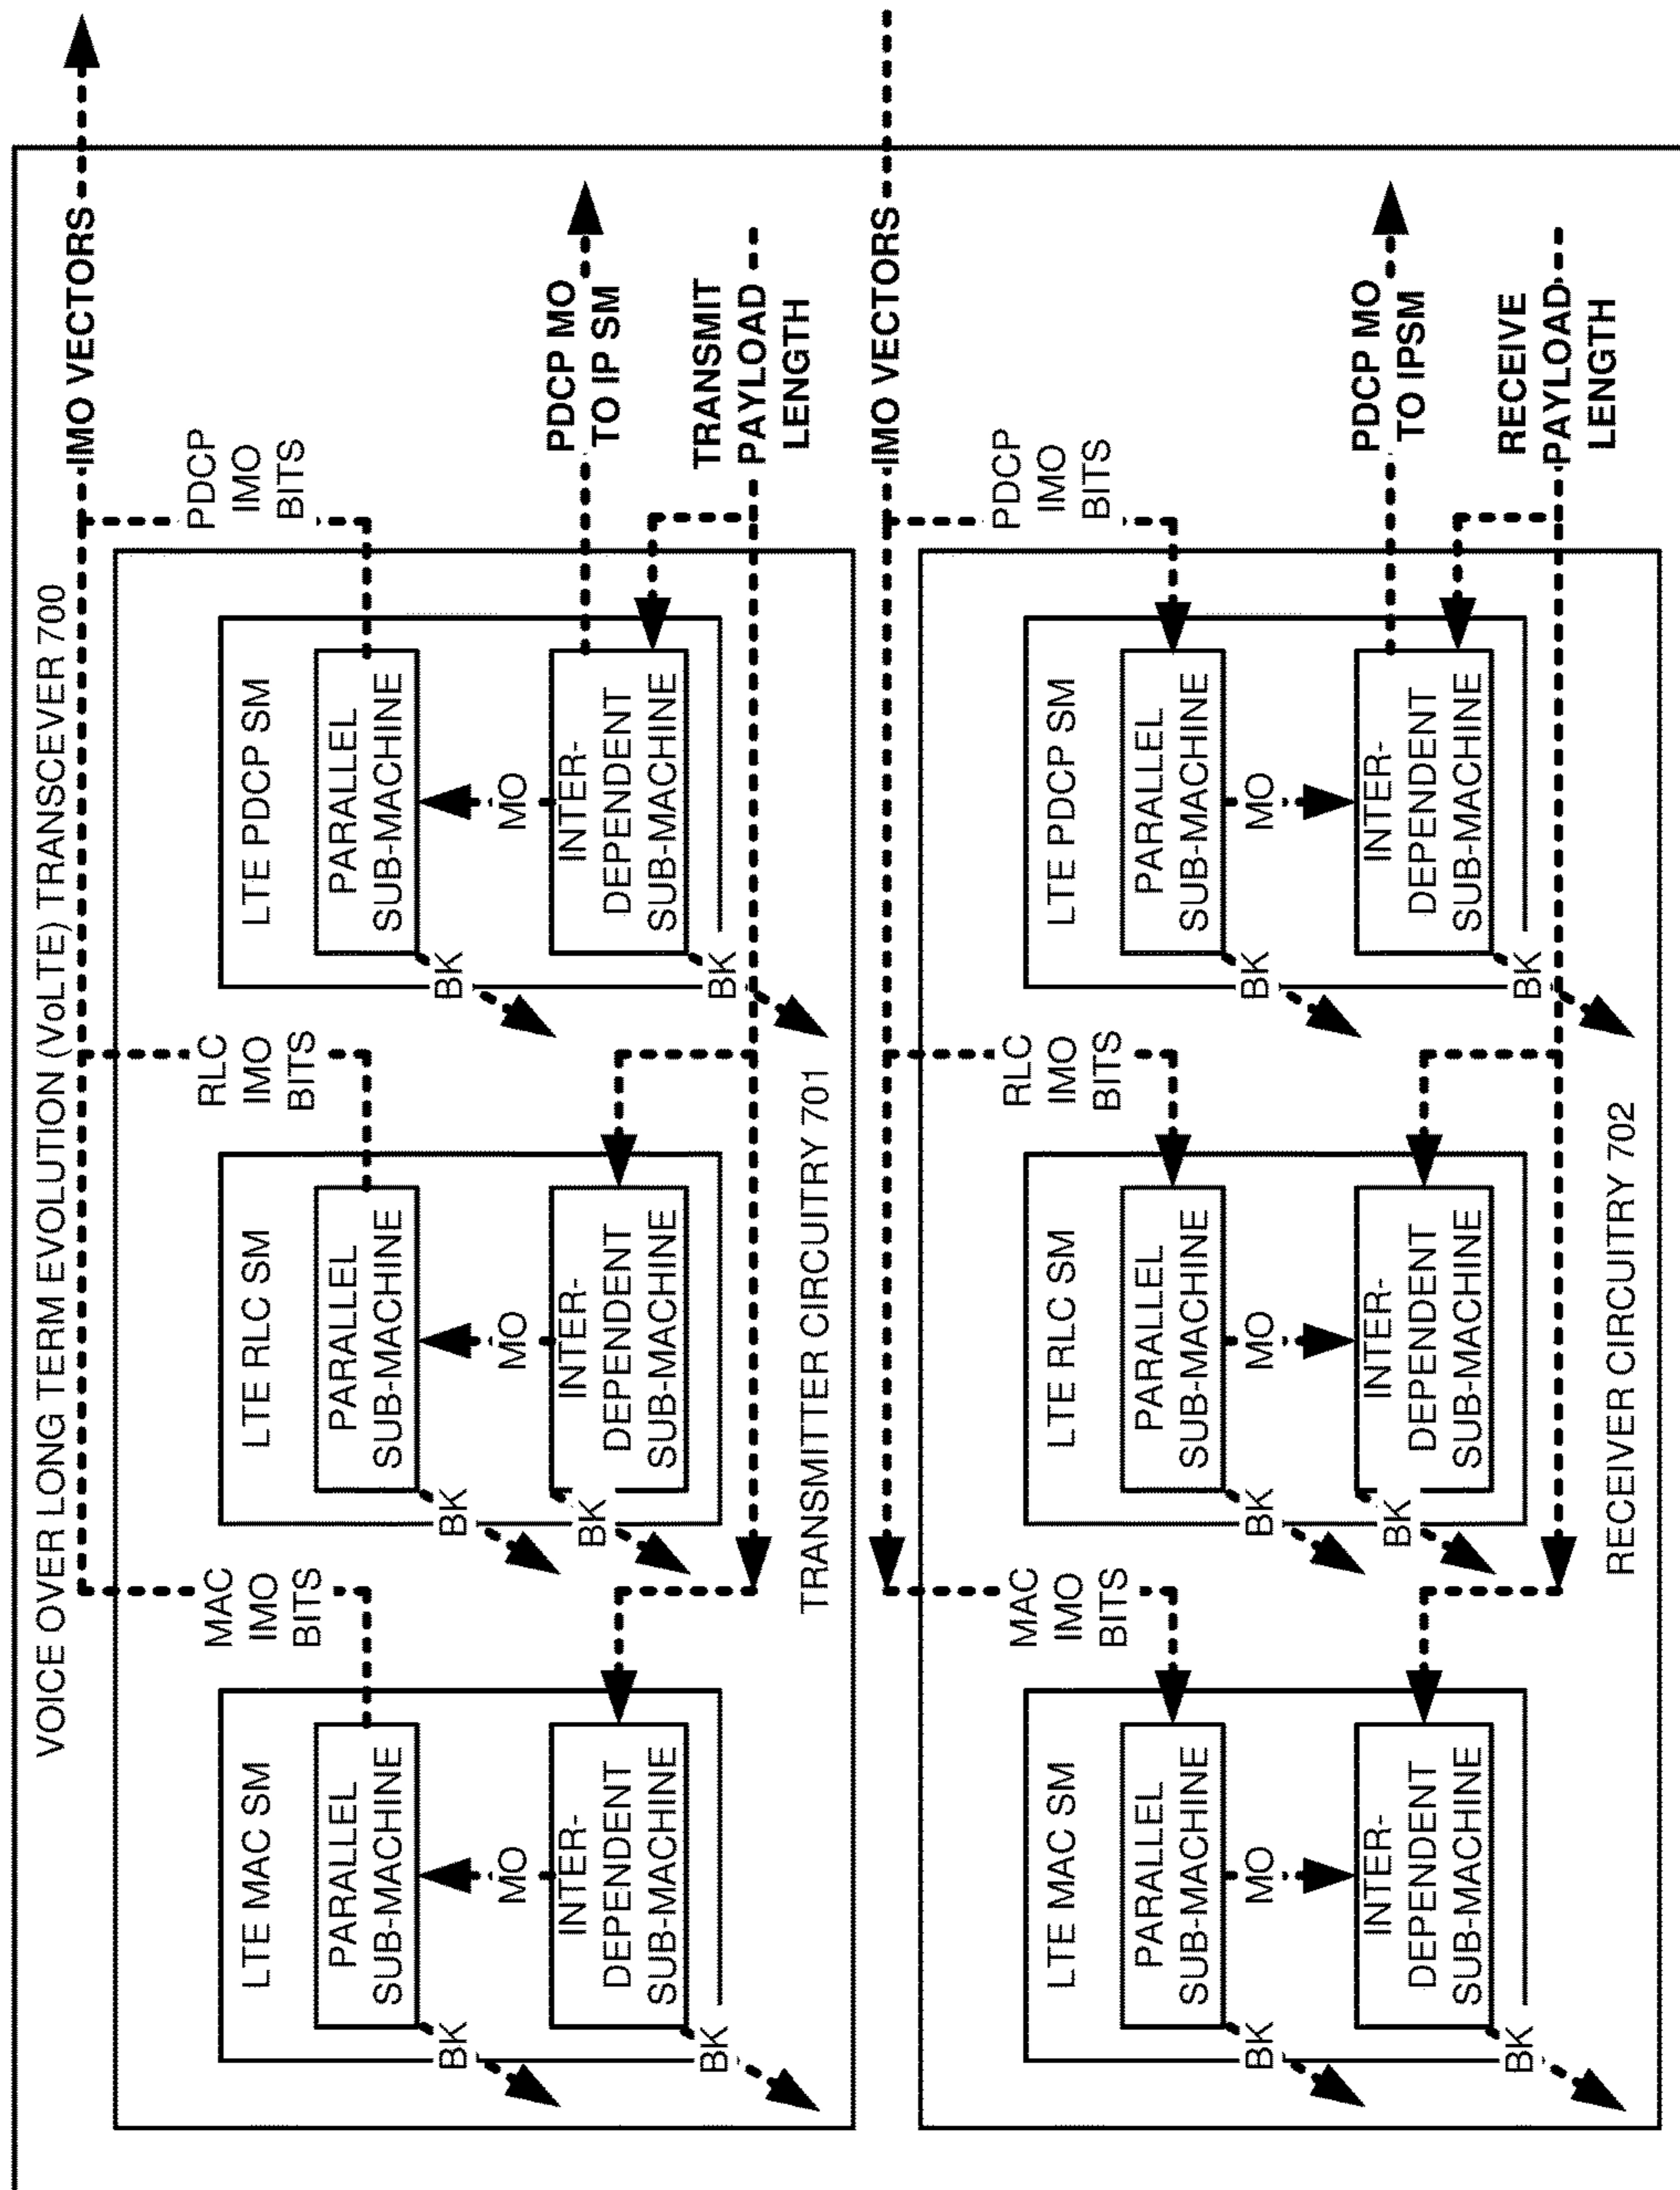 VOICE OVER LONG TERM EVOLUTION (VoLTE) TRANSCEVER 700
IMO VECTORS
MAC
IMO
BITS
RLC
IMO
BITS
PDCP
IMO
BITS
LTE MAC SM
PARALLEL
SUB-MACHINE
BK
MO
INTER-
DEPENDENT
SUB-MACHINE
BK
LTE RLC SM
PARALLEL
SUB-MACHINE
BK
MO
INTER-
DEPENDENT
SUB-MACHINE
BK
LTE PDCP SM
PARALLEL
SUB-MACHINE
BK
MO
INTER-
DEPENDENT
SUB-MACHINE
BK
PDCP MO
TO IP SM
TRANSMIT
PAYLOAD
LENGTH
TRANSMITTER CIRCUITRY 701
IMO VECTORS
MAC
IMO
BITS
RLC
IMO
BITS
PDCP
IMO
BITS
LTE MAC SM
PARALLEL
SUB-MACHINE
BK
MO
INTER-
DEPENDENT
SUB-MACHINE
BK
LTE RLC SM
PARALLEL
SUB-MACHINE
BK
MO
INTER-
DEPENDENT
SUB-MACHINE
BK
LTE PDCP SM
PARALLEL
SUB-MACHINE
BK
MO
INTER-
DEPENDENT
SUB-MACHINE
BK
PDCP MO
TO IPSM
RECEIVE
PAYLOAD
LENGTH
RECEIVER CIRCUITRY 702